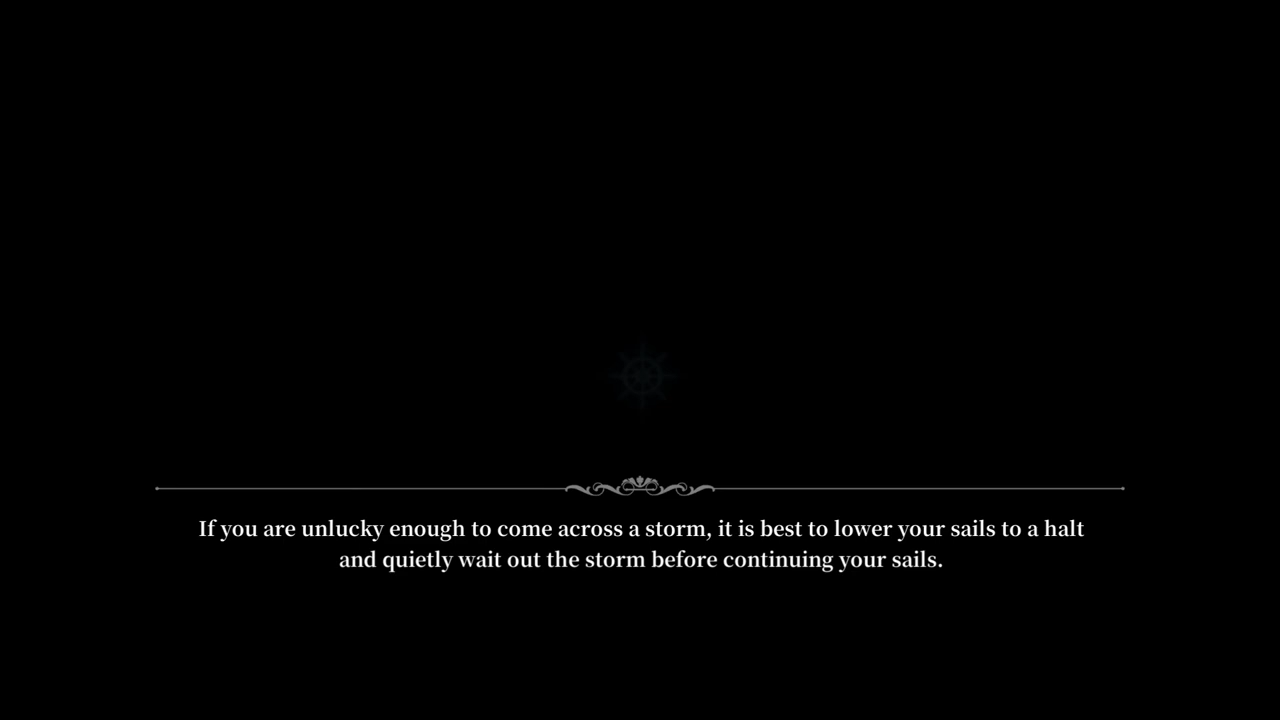 If you are unlucky enough to come across a storm, it is best to lower your sails to a halt
and quietly wait out the storm before continuing your sails.